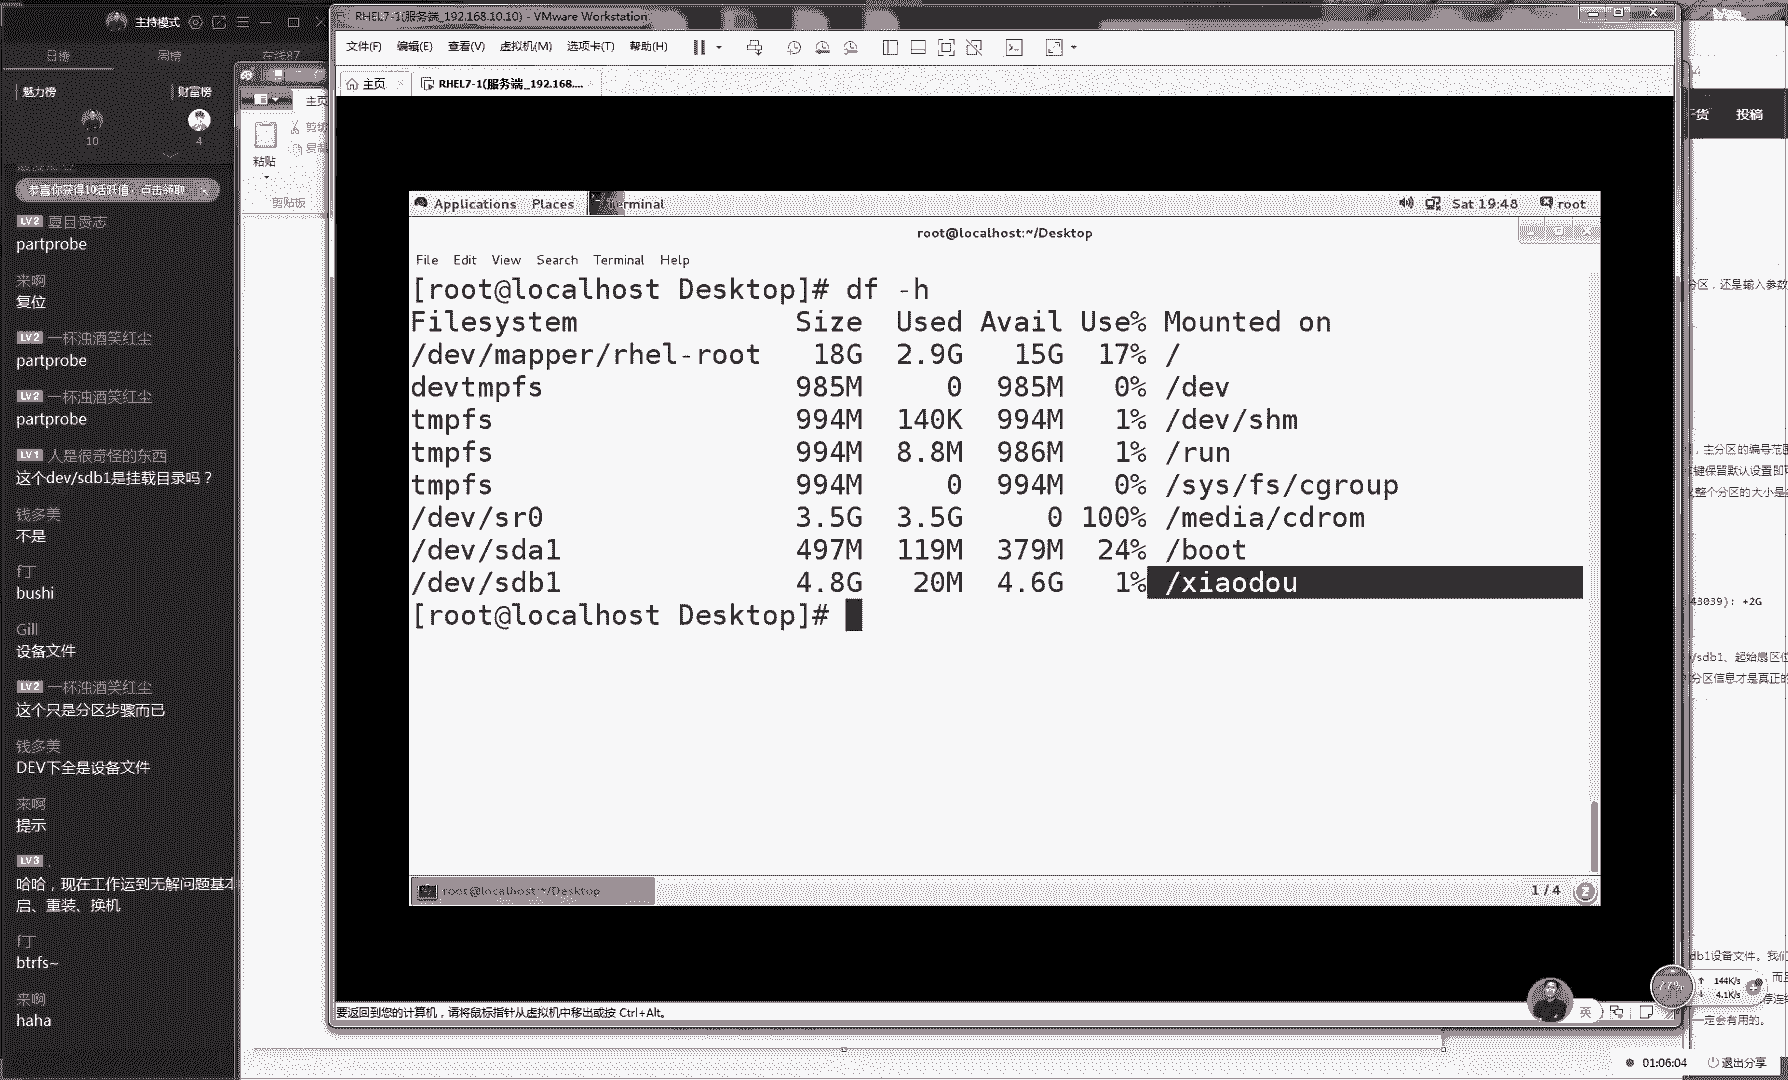 主持模式
日榜 周榜 在线87
魅力榜 财富榜
10 4
恭喜你获得10活跃值，点击领取
LV2 夏目贵志
partprobe
来啊
复位
LV2 一杯浊酒笑红尘
partprobe
LV2 一杯浊酒笑红尘
partprobe
LV1 人是很奇怪的东西
这个dev/sdb1是挂载目录吗？
钱多美
不是
f丁
bushi
Gill
设备文件
LV2 一杯浊酒笑红尘
这个只是分区步骤而已
钱多美
DEV下全是设备文件
来啊
提示
LV3 .
哈哈，现在工作运到无解问题基本
启、重装、换机
f丁
btrfs~
来啊
haha
主页
剪切
粘贴
剪贴板
RHEL7-1(服务端_192.168.10.10) - VMware Workstation
文件(F) 编辑(E) 查看(V) 虚拟机(M) 选项卡(T) 帮助(H)
主页 RHEL7-1(服务端_192.168....
Applications Places Terminal Sat 19:48 root
root@localhost:~/Desktop
File Edit View Search Terminal Help
[root@localhost Desktop]# df -h
Filesystem Size Used Avail Use% Mounted on
/dev/mapper/rhel-root 18G 2.9G 15G 17% /
devtmpfs 985M 0 985M 0% /dev
tmpfs 994M 140K 994M 1% /dev/shm
tmpfs 994M 8.8M 986M 1% /run
tmpfs 994M 0 994M 0% /sys/fs/cgroup
/dev/sr0 3.5G 3.5G 0 100% /media/cdrom
/dev/sda1 497M 119M 379M 24% /boot
/dev/sdb1 4.8G 20M 4.6G 1% /xiaodou
[root@localhost Desktop]#
root@localhost:~/Desktop 1 / 4
要返回到您的计算机，请将鼠标指针从虚拟机中移出或按 Ctrl+Alt。
英
货 投稿
分区，还是输入参数
，主分区的编号范围
键保留默认设置即可
整个分区的大小是
43039): +2G
/sdb1、起始扇区位
分区信息才是真正的
db1设备文件。我们
77% 144K/s
4.1K/s
一定会有用的。
01:06:04 退出分享